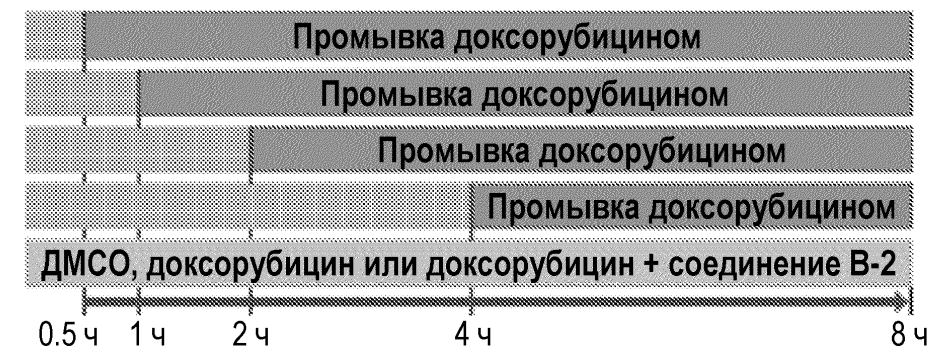 Промывка доксорубицином
Промывка доксорубицином
Промывка доксорубицином
Промывка доксорубицином
ДМСО, доксорубицин или доксорубицин + соединение В-2
0.5 ч 1 ч 2 ч 4 ч 8 ч